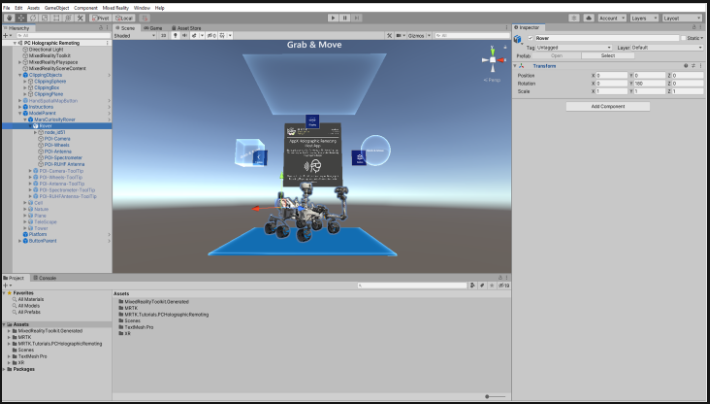 File Edit Assets GameObject Component Mixed Reality Window Help
Pivot Local Account Layers Layout
Hierarchy
All
PC Holographic Remoting
Directional Light
MixedRealityToolkit
MixedRealityPlayspace
MixedRealitySceneContent
ClippingObjects
ClippingSphere
ClippingBox
ClippingPlane
HandSpatialMapButton
Instructions
ModelParent
MarsCuriosityRover
Rover
node_id31
POI-Camera
POI-Wheels
POI-Antenna
POI-Spectrometer
POI-RUHF Antenna
POI-Camera-ToolTip
POI-Wheels-ToolTip
POI-Antenna-ToolTip
POI-Spectrometer-ToolTip
POI-RUHFAntenna-ToolTip
Cell
Piano
Tower
Platform
ButtonParent
Scene Game Asset Store
Shaded 2D Gizmos All
Grab & Move
Persp
Inspector
Rover Static
Tag Untagged Layer Default
Prefab Open Select
Transform
Position X 0 Y 0 Z 0
Rotation X 0 Y 180 Z 0
Scale X 1 Y 1 Z 1
Add Component
Project Console
Favorites
All Materials
All Models
All Prefabs
Assets
MixedRealityToolkit.Generated
MRTK
MRTK.Tutorials.PCHolographicRemoting
Scenes
TextMesh Pro
XR
Packages
Assets
MixedRealityToolkit.Generated
MRTK
MRTK.Tutorials.PCHolographicRemoting
Scenes
TextMesh Pro
XR